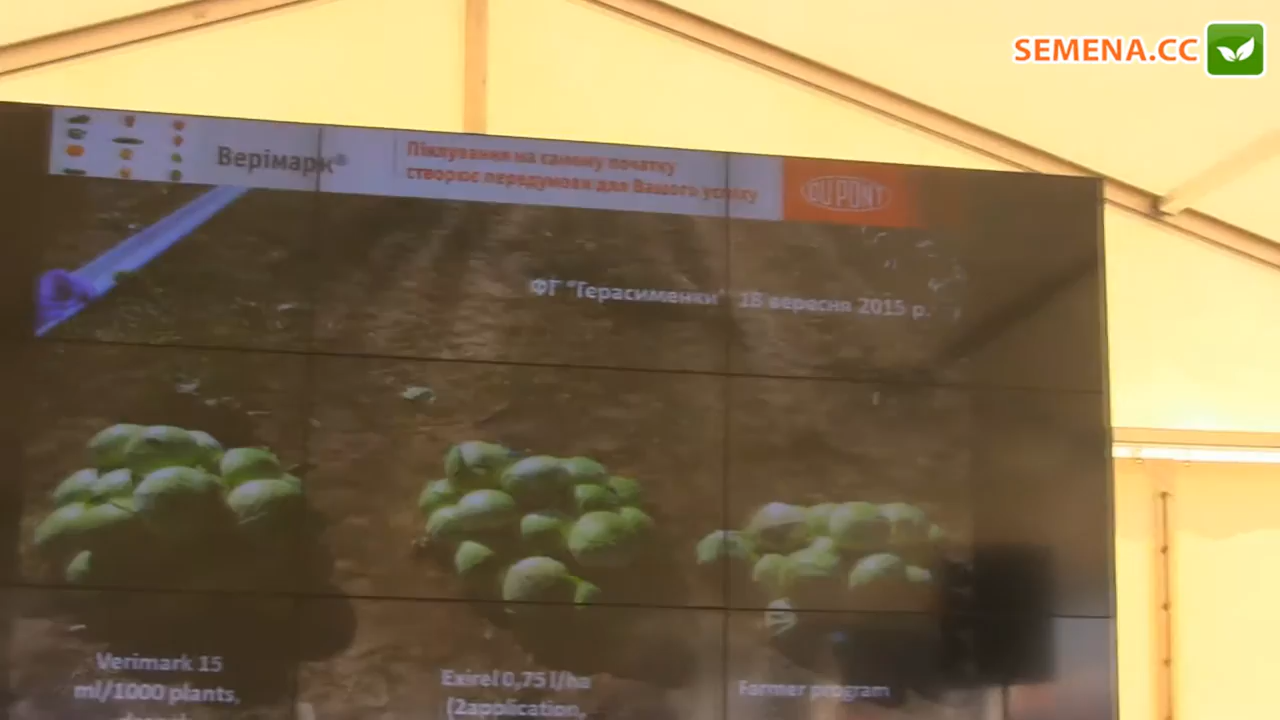 SEMENA.CC
Верімарк®
Піклування на самому початку
створює передумови для Вашого успіху
DU PONT
ФГ "Герасименки" 18 вересня 2015 р.
Verimark 15
ml/1000 plants,
Exirel 0,75 l/ha
(2application,
Farmer program